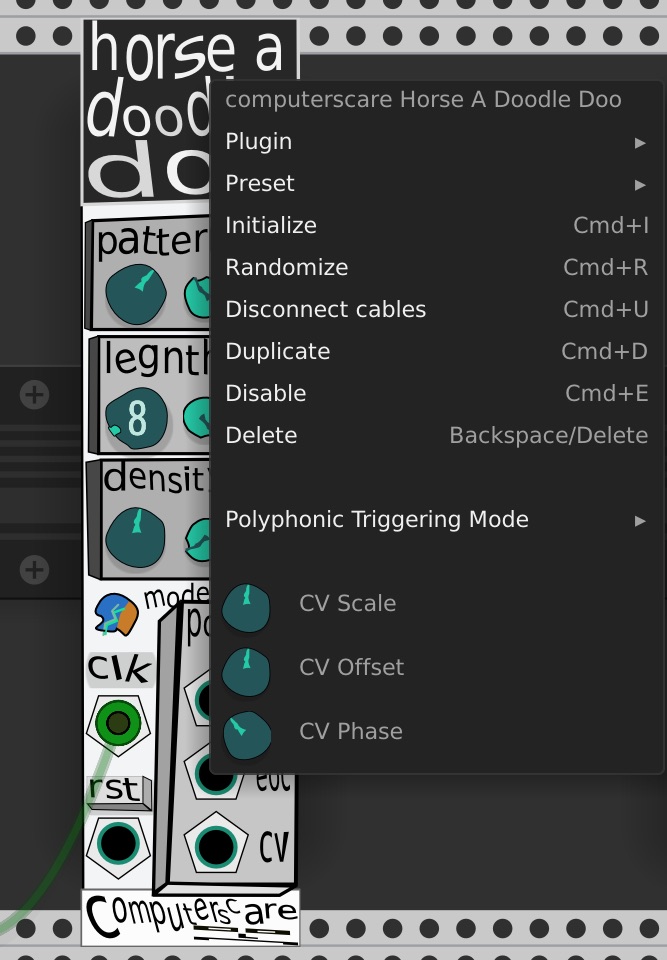 horse a
dood
do
computerscare Horse A Doodle Doo
Plugin
Preset
Initialize Cmd+I
Randomize Cmd+R
Disconnect cables Cmd+U
Duplicate Cmd+D
Disable Cmd+E
Delete Backspace/Delete
Polyphonic Triggering Mode
CV Scale
CV Offset
CV Phase
patter
legnth
8
densit
mode
po
clk
rst
eoc
CV
Computerscare